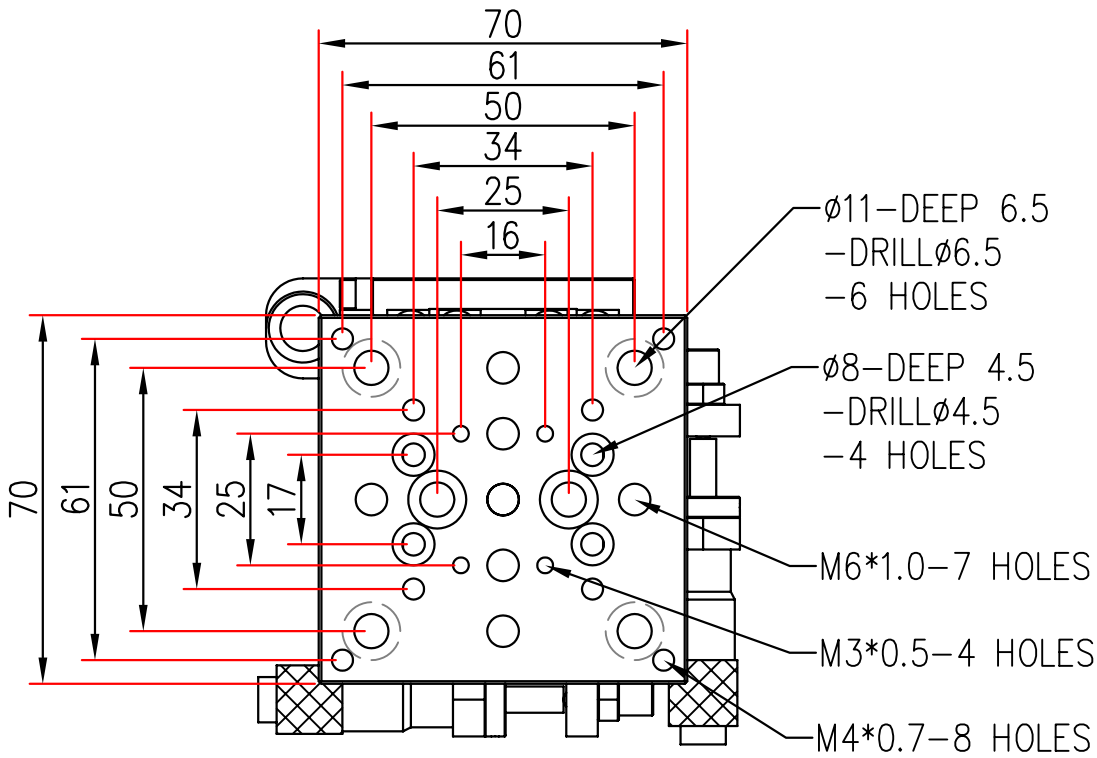 70
61
50
34
25
16
ø11-DEEP 6.5
-DRILLø6.5
-6 HOLES
ø8-DEEP 4.5
-DRILLø4.5
-4 HOLES
70
61
50
34
25
17
M6*1.0-7 HOLES
M3*0.5-4 HOLES
M4*0.7-8 HOLES